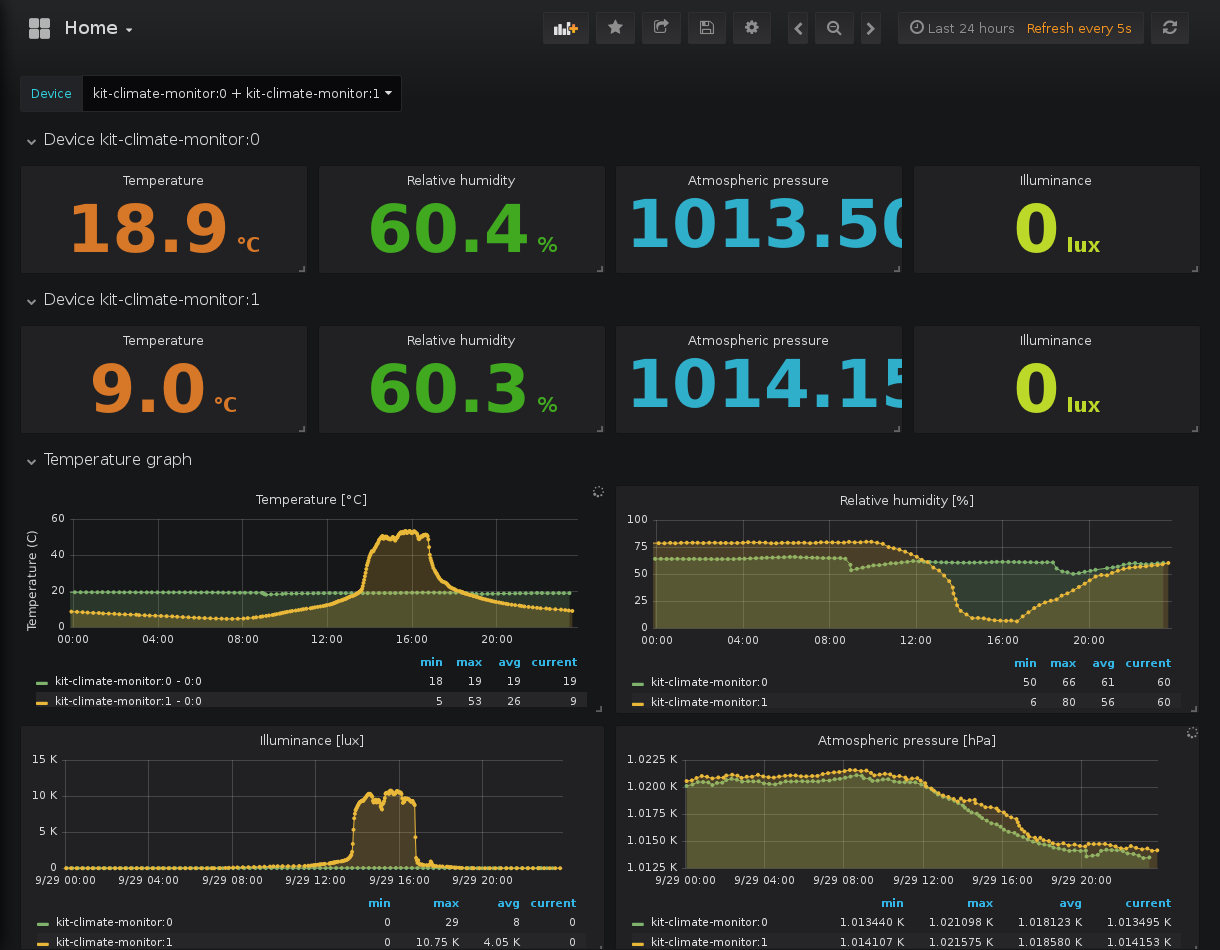 Home
Last 24 hours Refresh every 5s
Device kit-climate-monitor:0 + kit-climate-monitor:1
Device kit-climate-monitor:0
Temperature Relative humidity Atmospheric pressure Illuminance
18.9 °C 60.4 % 1013.50 0 lux
Device kit-climate-monitor:1
Temperature Relative humidity Atmospheric pressure Illuminance
9.0 °C 60.3 % 1014.15 0 lux
Temperature graph
Temperature [°C]
Temperature (C)
60
40
20
0
00:00 04:00 08:00 12:00 16:00 20:00
min max avg current
kit-climate-monitor:0 - 0:0 18 19 19 19
kit-climate-monitor:1 - 0:0 5 53 26 9
Relative humidity [%]
100
75
50
25
0
00:00 04:00 08:00 12:00 16:00 20:00
min max avg current
kit-climate-monitor:0 50 66 61 60
kit-climate-monitor:1 6 80 56 60
Illuminance [lux]
15 K
10 K
5 K
0
9/29 00:00 9/29 04:00 9/29 08:00 9/29 12:00 9/29 16:00 9/29 20:00
min max avg current
kit-climate-monitor:0 0 29 8 0
kit-climate-monitor:1 0 10.75 K 4.05 K 0
Atmospheric pressure [hPa]
1.0225 K
1.0200 K
1.0175 K
1.0150 K
1.0125 K
9/29 00:00 9/29 04:00 9/29 08:00 9/29 12:00 9/29 16:00 9/29 20:00
min max avg current
kit-climate-monitor:0 1.013440 K 1.021098 K 1.018123 K 1.013495 K
kit-climate-monitor:1 1.014107 K 1.021575 K 1.018580 K 1.014153 K